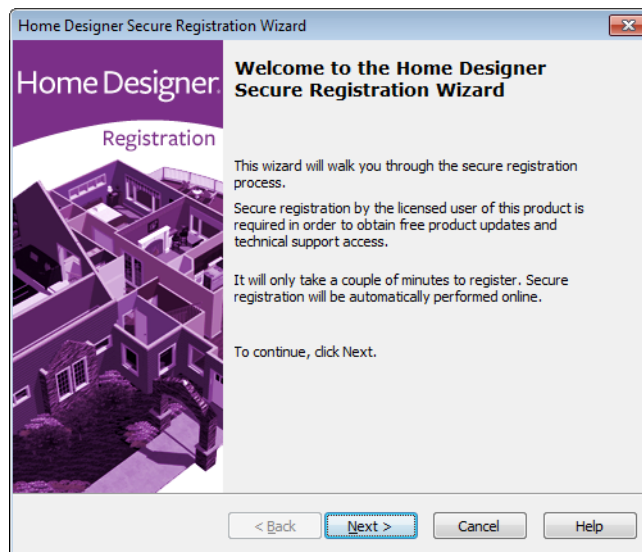 Home Designer Secure Registration Wizard
Home Designer.
Registration
Welcome to the Home Designer
Secure Registration Wizard
This wizard will walk you through the secure registration
process.
Secure registration by the licensed user of this product is
required in order to obtain free product updates and
technical support access.
It will only take a couple of minutes to register. Secure
registration will be automatically performed online.
To continue, click Next.
< Back
Next >
Cancel
Help